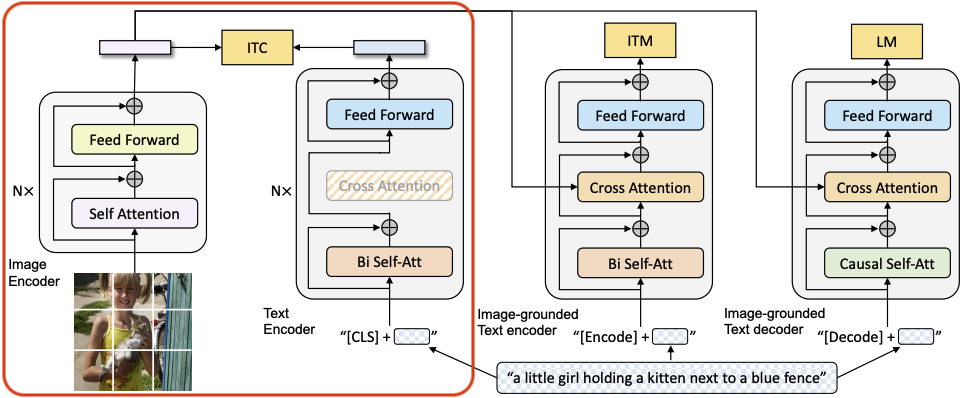 ITC
ITM
LM
Feed Forward
Self Attention
N×
Image
Encoder
Feed Forward
Cross Attention
Bi Self-Att
N×
Text
Encoder
“[CLS] + ”
Feed Forward
Cross Attention
Bi Self-Att
Image-grounded
Text encoder
“[Encode] + ”
Feed Forward
Cross Attention
Causal Self-Att
Image-grounded
Text decoder
“[Decode] + ”
“a little girl holding a kitten next to a blue fence”